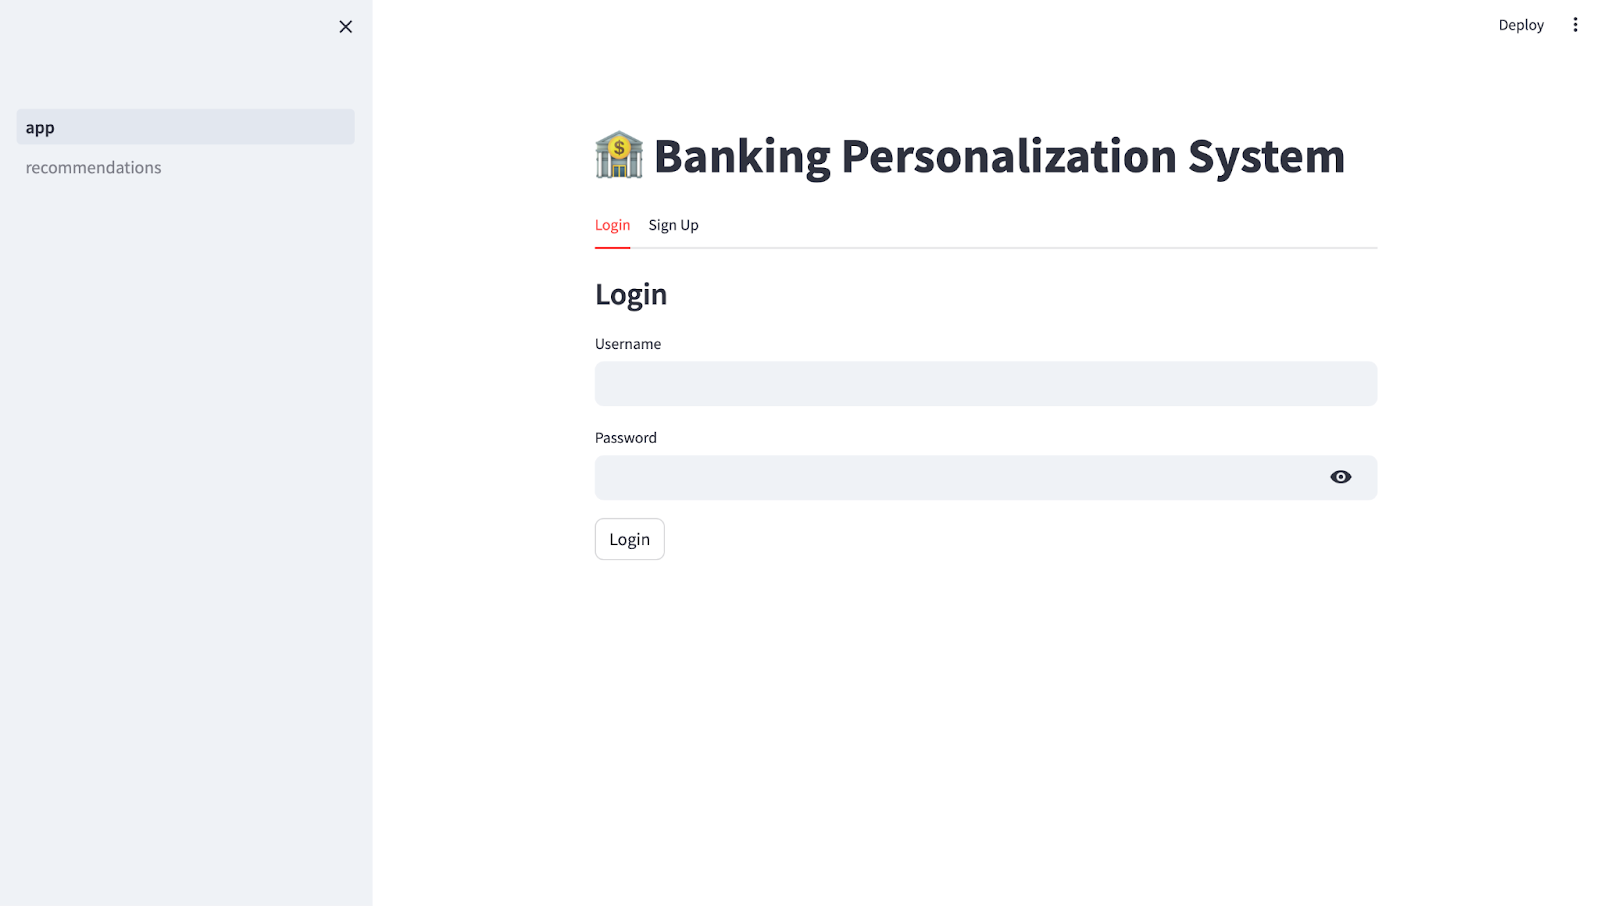 Deploy
app
recommendations
Banking Personalization System
Login Sign Up
Login
Username
Password
Login